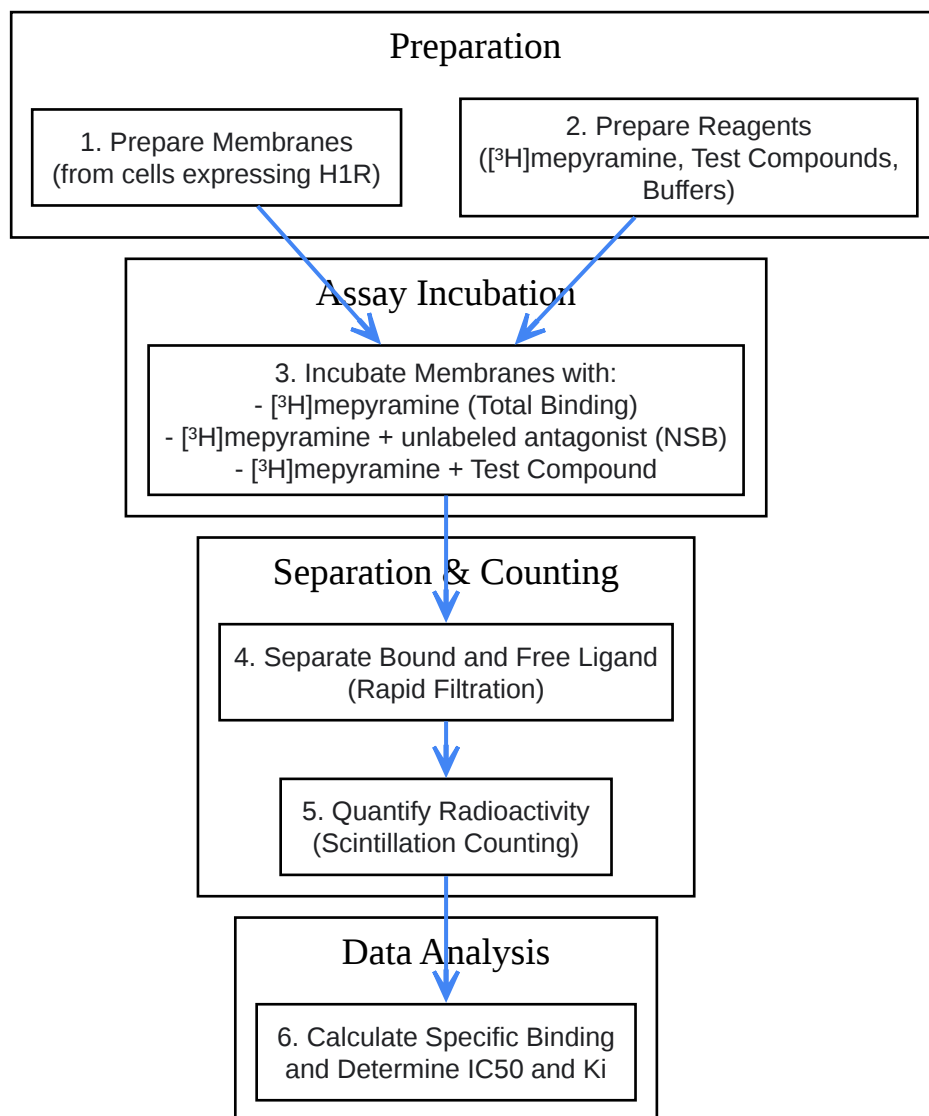 Preparation
1. Prepare Membranes
(from cells expressing H1R)
2. Prepare Reagents
([³H]mepyramine, Test Compounds,
Buffers)
Assay Incubation
3. Incubate Membranes with:
- [³H]mepyramine (Total Binding)
- [³H]mepyramine + unlabeled antagonist (NSB)
- [³H]mepyramine + Test Compound
Separation & Counting
4. Separate Bound and Free Ligand
(Rapid Filtration)
5. Quantify Radioactivity
(Scintillation Counting)
Data Analysis
6. Calculate Specific Binding
and Determine IC50 and Ki